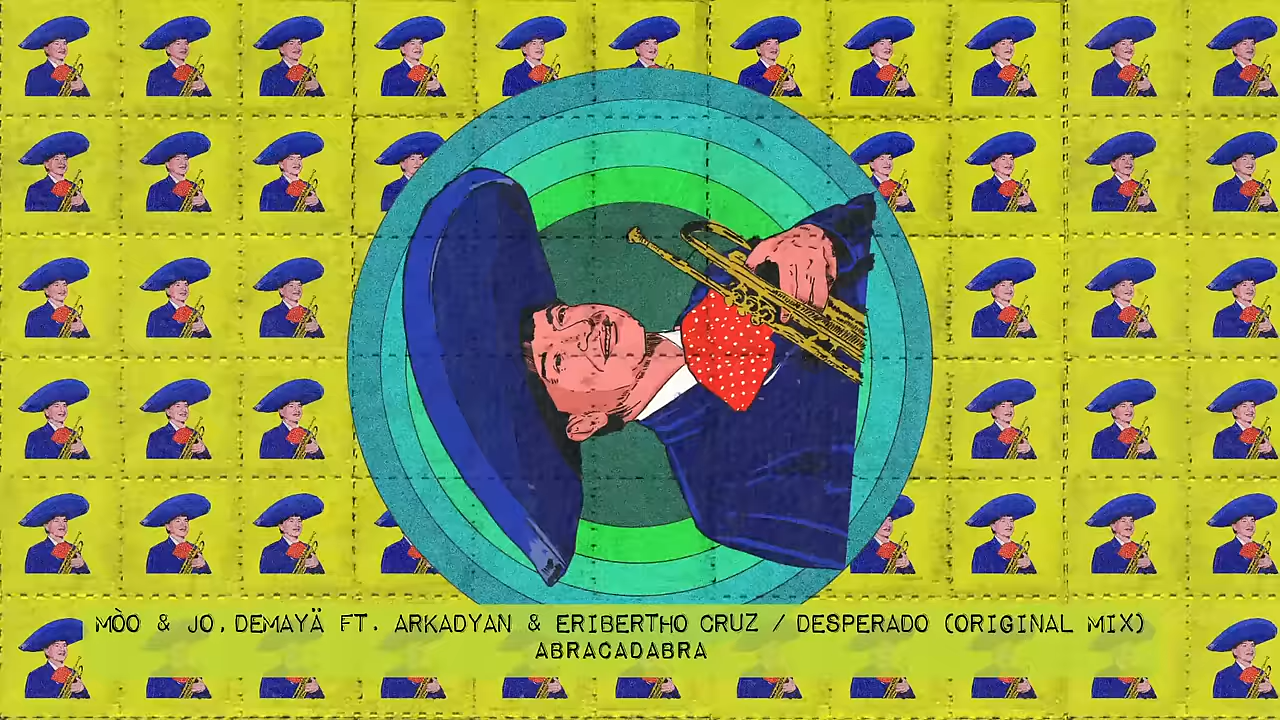 MÒO & JO, DEMAYÄ FT. ARKADYAN & ERIBERTHO CRUZ / DESPERADO (ORIGINAL MIX)
ABRACADABRA